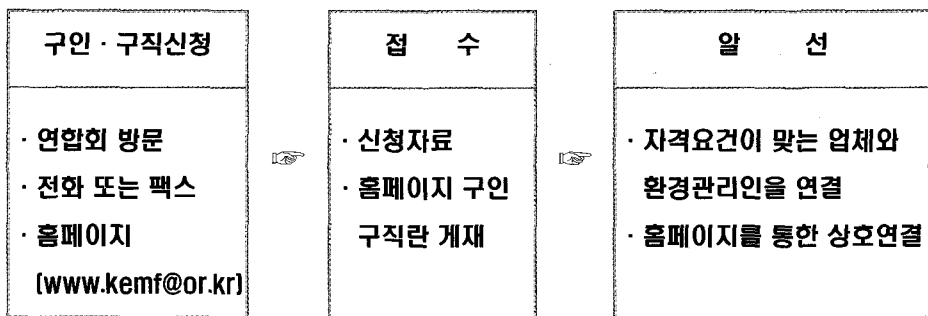 구인 · 구직신청
· 연합회 방문
· 전화 또는 팩스
· 홈페이지
(www.kemf@or.kr)
☞
접 수
· 신청자료
· 홈페이지 구인
구직란 게재
☞
알 선
· 자격요건이 맞는 업체와
환경관리인을 연결
· 홈페이지를 통한 상호연결